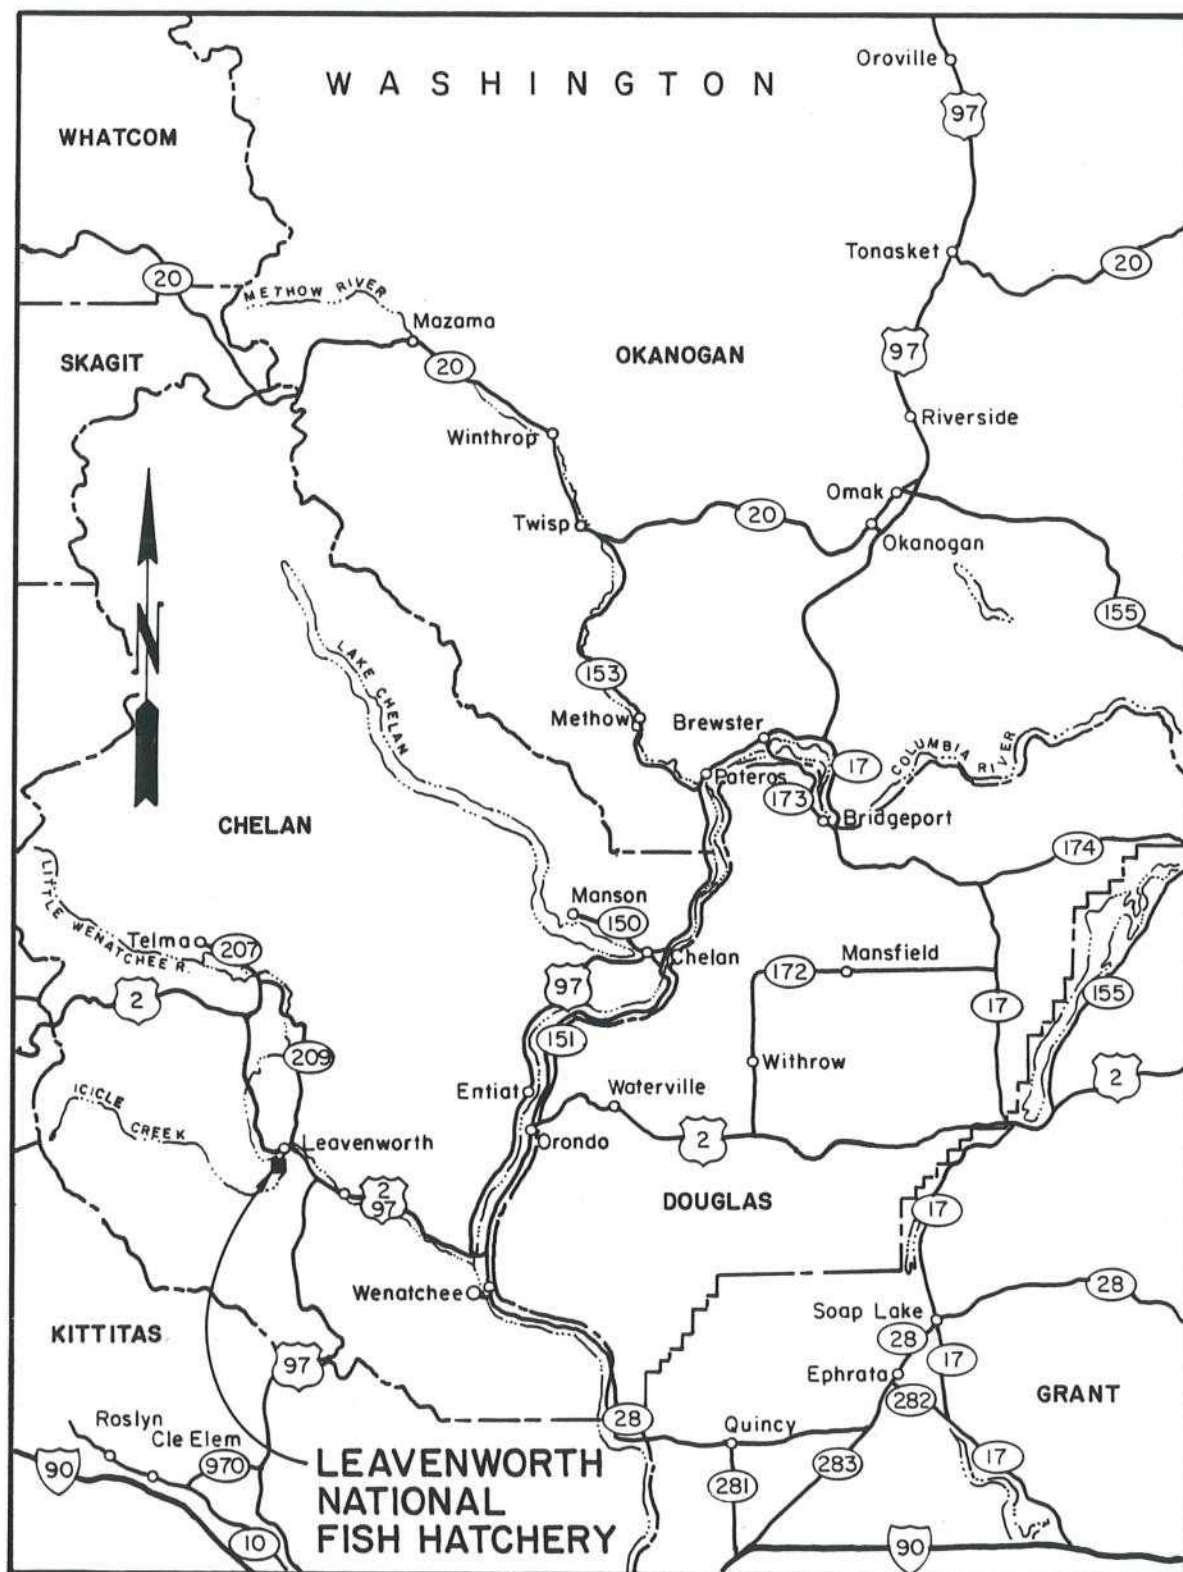 WASHINGTON
Oroville
97
WHATCOM
Tonasket
20
20
METHOW RIVER
Mazama
SKAGIT
20
OKANOGAN
97
Riverside
Winthrop
Omak
20
Twisp
Okanogan
N
155
LAKE CHELAN
153
Methow
Brewster
COLUMBIA RIVER
17
Pateros
173
Bridgeport
CHELAN
174
LITTLE WENATCHEE R.
Manson
150
Telma
207
Chelan
172
Mansfield
97
2
17
155
151
209
Withrow
2
ICICLE CREEK
Entiat
Waterville
Leavenworth
Orondo
2
2
97
DOUGLAS
17
Wenatchee
28
Soap Lake
KITTITAS
28
17
97
Ephrata
282
GRANT
Roslyn
28
Quincy
Cle Elem
17
90
970
283
281
LEAVENWORTH
NATIONAL
FISH HATCHERY
10
90